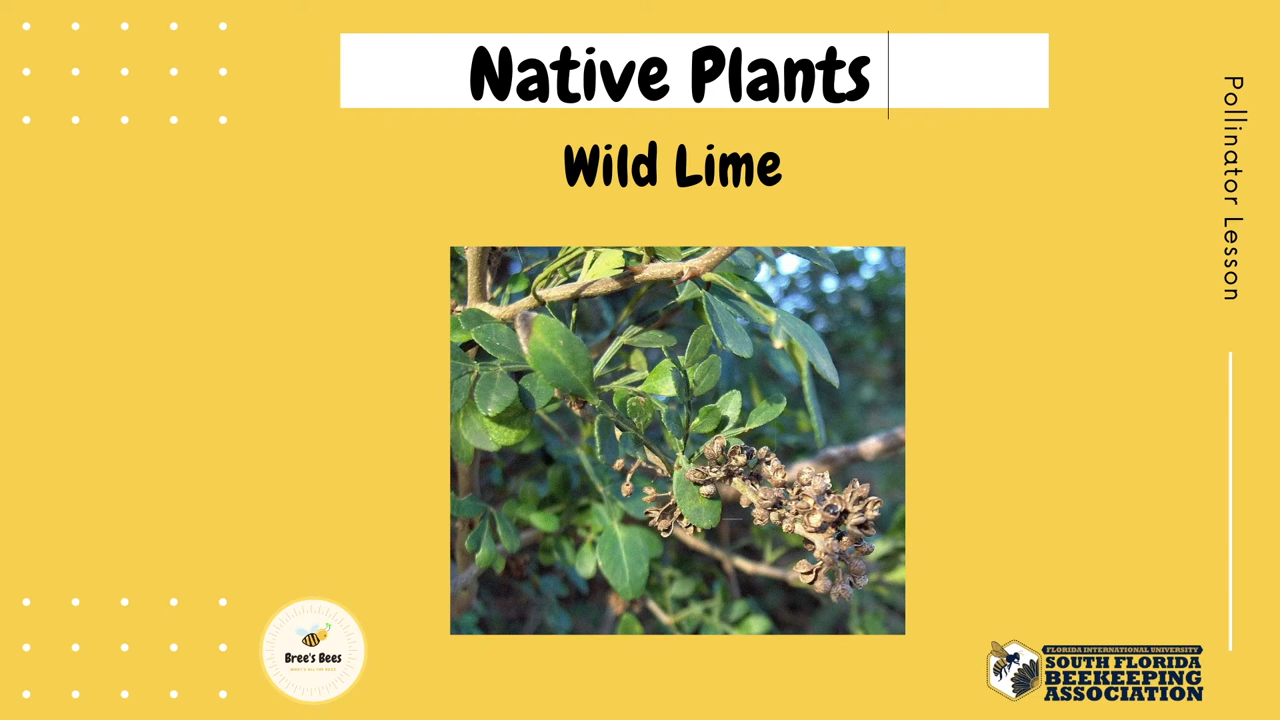 Native Plants
Wild Lime
Pollinator Lesson
Bree's Bees
FLORIDA INTERNATIONAL UNIVERSITY
SOUTH FLORIDA
BEEKEEPING
ASSOCIATION